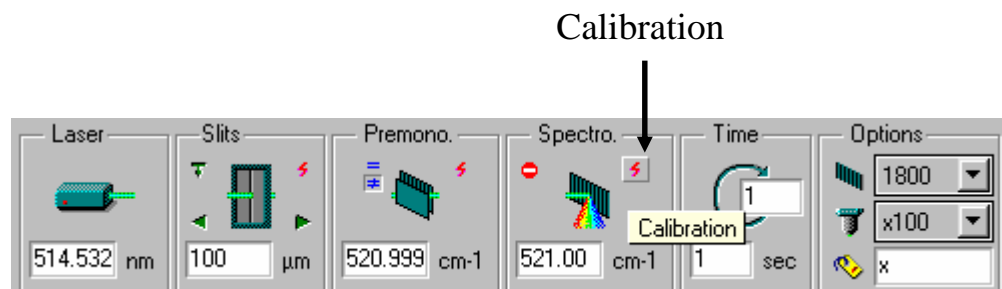 Calibration
Laser Slits Premono. Spectro. Time Options
1800
1
x100
Calibration
514.532 nm 100 µm 520.999 cm-1 521.00 cm-1 1 sec x